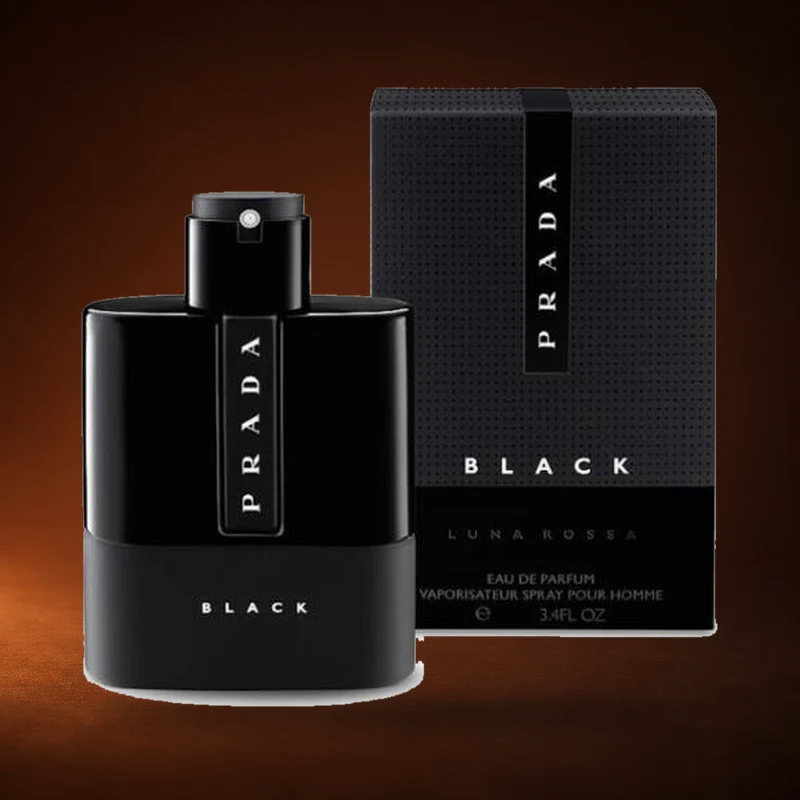 PRADA
BLACK
PRADA
BLACK
LUNA ROSSA
EAU DE PARFUM
VAPORISATEUR SPRAY POUR HOMME
e 3.4FL OZ